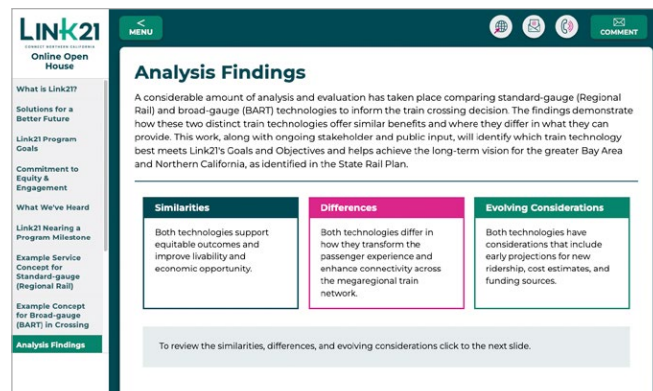 LINK21
CONNECT NORTHERN CALIFORNIA
Online Open
House
What is Link21?
Solutions for a
Better Future
Link21 Program
Goals
Commitment to
Equity &
Engagement
What We've Heard
Link21 Nearing a
Program Milestone
Example Service
Concept for
Standard-gauge
(Regional Rail)
Example Concept
for Broad-gauge
(BART) in Crossing
Analysis Findings
<
MENU
COMMENT
Analysis Findings
A considerable amount of analysis and evaluation has taken place comparing standard-gauge (Regional
Rail) and broad-gauge (BART) technologies to inform the train crossing decision. The findings demonstrate
how these two distinct train technologies offer similar benefits and where they differ in what they can
provide. This work, along with ongoing stakeholder and public input, will identify which train technology
best meets Link21's Goals and Objectives and helps achieve the long-term vision for the greater Bay Area
and Northern California, as identified in the State Rail Plan.
Similarities
Both technologies support
equitable outcomes and
improve livability and
economic opportunity.
Differences
Both technologies differ in
how they transform the
passenger experience and
enhance connectivity across
the megaregional train
network.
Evolving Considerations
Both technologies have
considerations that include
early projections for new
ridership, cost estimates, and
funding sources.
To review the similarities, differences, and evolving considerations click to the next slide.